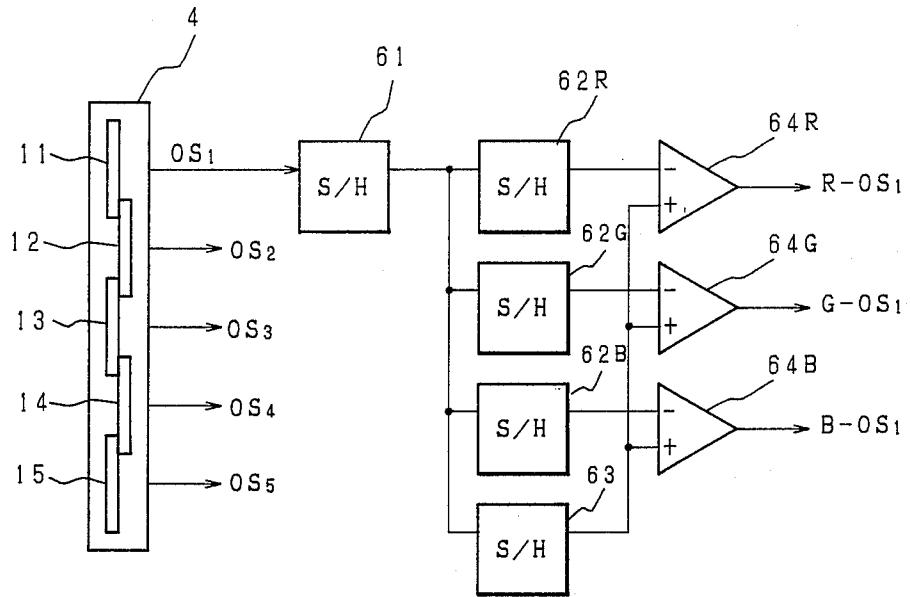 4
61
62R
64R
11
OS₁
S/H
S/H
−
+
R-OS₁
12
OS₂
62G
64G
13
OS₃
S/H
−
+
G-OS₁
62B
64B
14
OS₄
S/H
−
+
B-OS₁
15
OS₅
63
S/H